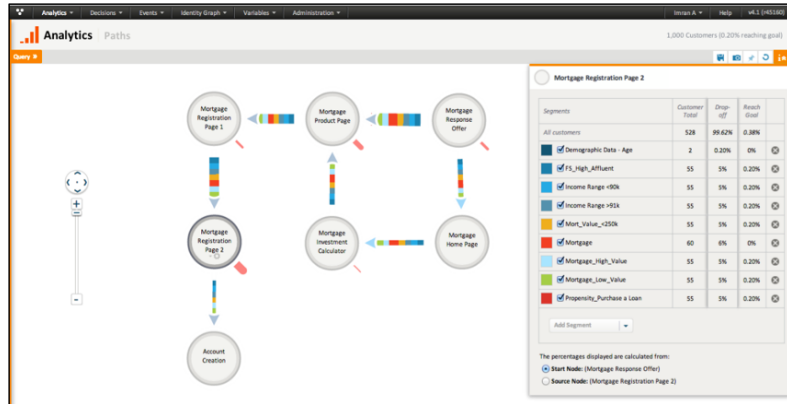 Analytics Decisions Events Identity Graph Variables Administration Imran A Help v4.1 (r45160)
Analytics Paths 1,000 Customers (0.20% reaching goal)
Query
Mortgage
Registration
Page 1
Mortgage
Product Page
Mortgage
Response
Offer
Mortgage
Registration
Page 2
Mortgage
Investment
Calculator
Mortgage
Home Page
Account
Creation
Mortgage Registration Page 2
Segments Customer Total Drop-off Reach Goal
All customers 528 99.62% 0.38%
Demographic Data - Age 2 0.20% 0%
FS_High_Affluent 55 5% 0.20%
Income Range <90k 55 5% 0.20%
Income Range >91k 55 5% 0.20%
Mort_Value_<250k 55 5% 0.20%
Mortgage 60 6% 0%
Mortgage_High_Value 55 5% 0.20%
Mortgage_Low_Value 55 5% 0.20%
Propensity_Purchase a Loan 55 5% 0.20%
Add Segment
The percentages displayed are calculated from:
Start Node: (Mortgage Response Offer)
Source Node: (Mortgage Registration Page 2)